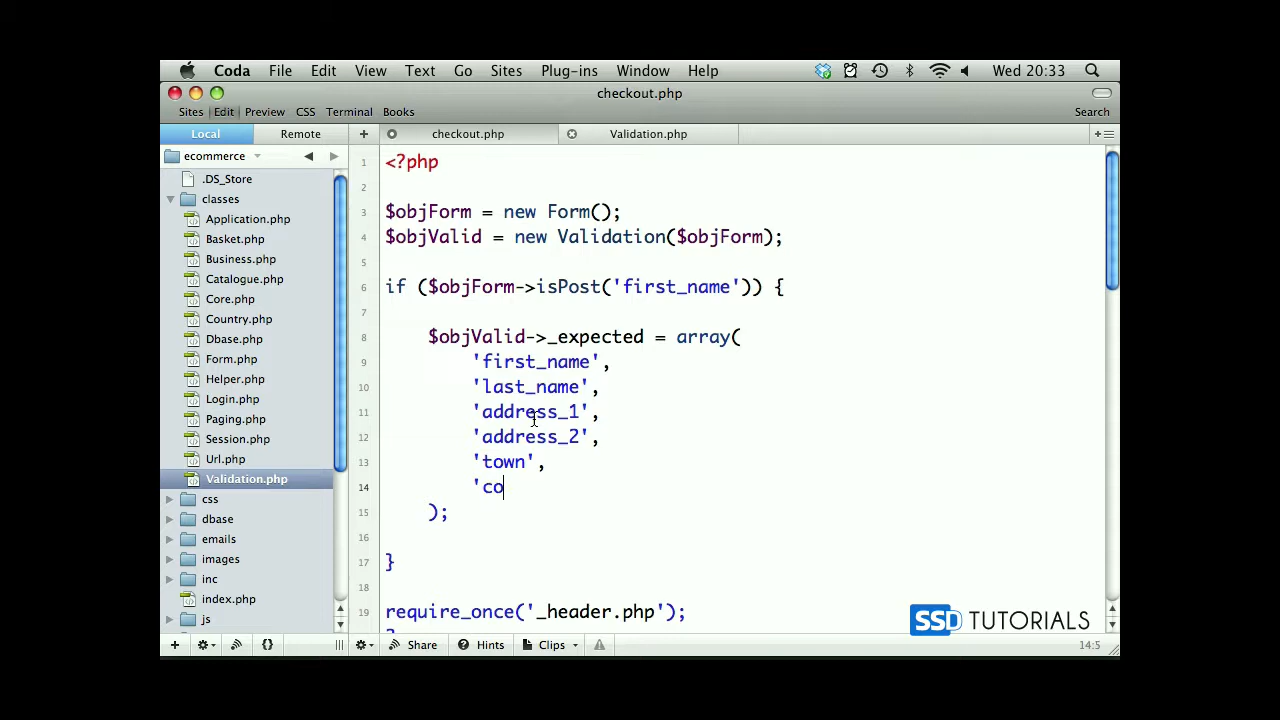 Coda File Edit View Text Go Sites Plug-ins Window Help Wed 20:33
checkout.php
Sites Edit Preview CSS Terminal Books Search
Local Remote + checkout.php Validation.php
ecommerce
.DS_Store
classes
Application.php
Basket.php
Business.php
Catalogue.php
Core.php
Country.php
Dbase.php
Form.php
Helper.php
Login.php
Paging.php
Session.php
Url.php
Validation.php
css
dbase
emails
images
inc
index.php
js
1 <?php
2
3 $objForm = new Form();
4 $objValid = new Validation($objForm);
5
6 if ($objForm->isPost('first_name')) {
7
8 $objValid->_expected = array(
9 'first_name',
10 'last_name',
11 'address_1',
12 'address_2',
13 'town',
14 'co
15 );
16
17 }
18
19 require_once('_header.php');
SSD TUTORIALS
+ Share Hints Clips 14:5